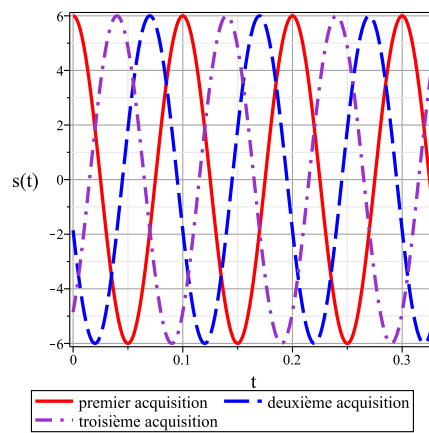 6
4
2
s(t)
0
−2
−4
−6
0 0.1 0.2 0.3
t
premier acquisition deuxième acquisition
troisième acquisition